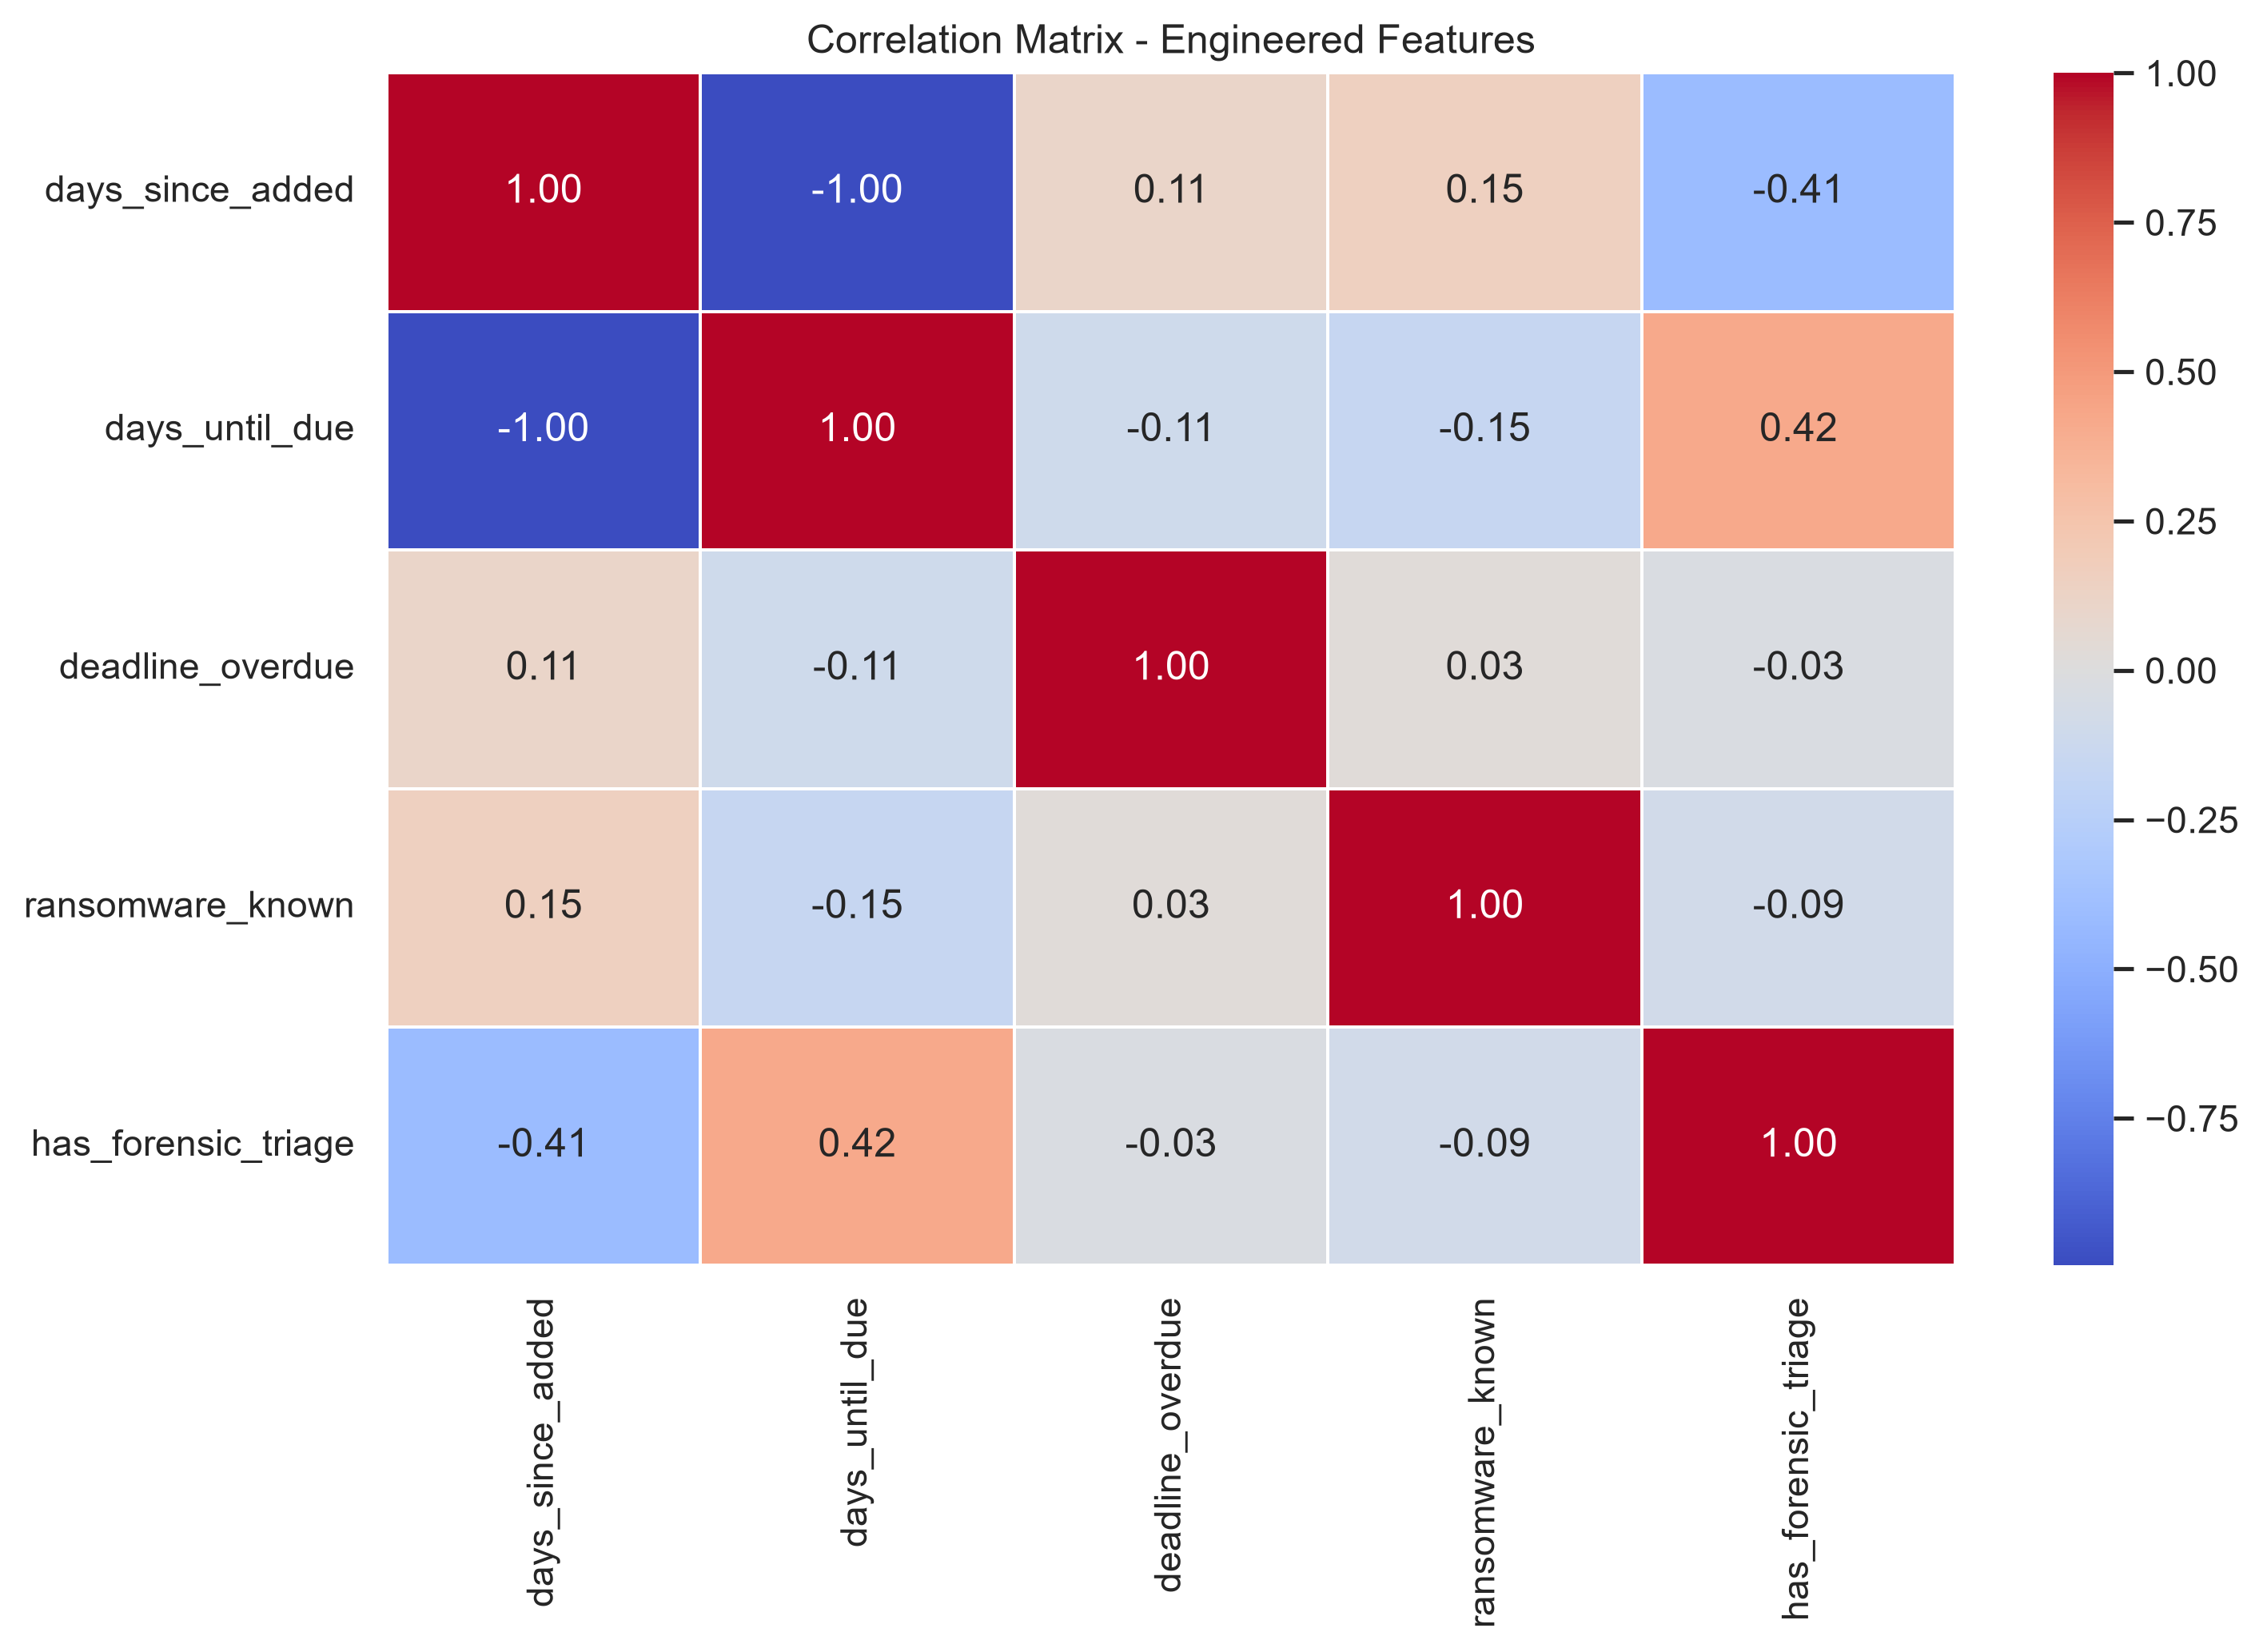 Correlation Matrix - Engineered Features
days_since_added 1.00 -1.00 0.11 0.15 -0.41
days_until_due -1.00 1.00 -0.11 -0.15 0.42
deadline_overdue 0.11 -0.11 1.00 0.03 -0.03
ransomware_known 0.15 -0.15 0.03 1.00 -0.09
has_forensic_triage -0.41 0.42 -0.03 -0.09 1.00
days_since_added
days_until_due
deadline_overdue
ransomware_known
has_forensic_triage
1.00
0.75
0.50
0.25
0.00
−0.25
−0.50
−0.75